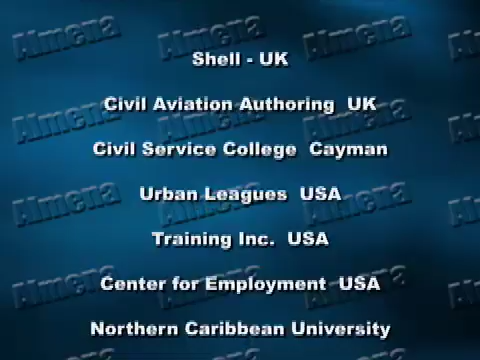 Shell - UK
Civil Aviation Authoring  UK
Civil Service College  Cayman
Urban Leagues  USA
Training Inc.  USA
Center for Employment  USA
Northern Caribbean University
Almena